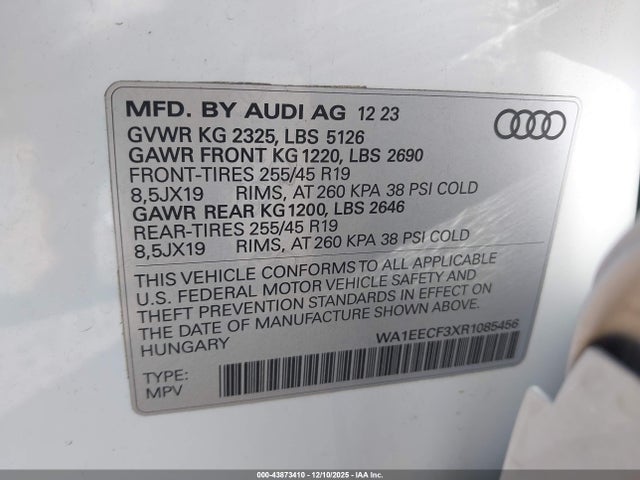 MFD. BY AUDI AG 12 23
GVWR KG 2325, LBS 5126
GAWR FRONT KG 1220, LBS 2690
FRONT-TIRES 255/45 R19
8,5JX19 RIMS, AT 260 KPA 38 PSI COLD
GAWR REAR KG 1200, LBS 2646
REAR-TIRES 255/45 R19
8,5JX19 RIMS, AT 260 KPA 38 PSI COLD
THIS VEHICLE CONFORMS TO ALL APPLICABLE
U.S. FEDERAL MOTOR VEHICLE SAFETY AND
THEFT PREVENTION STANDARDS IN EFFECT ON
THE DATE OF MANUFACTURE SHOWN ABOVE.
HUNGARY
WA1EECF3XR1085456
TYPE:
MPV
000-43873410 - 12/10/2025 - IAA Inc.